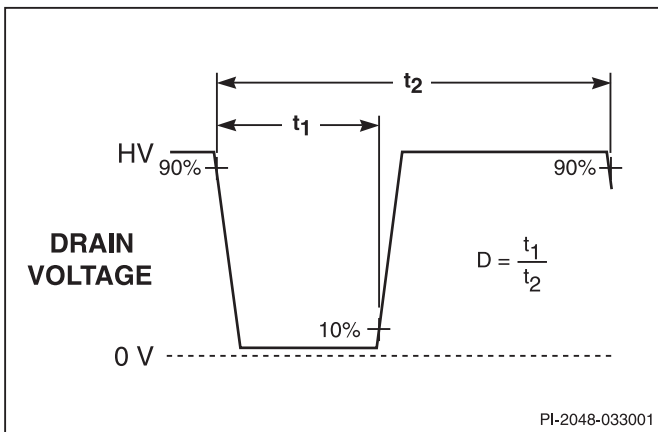 t2
t1
HV
90%
90%
DRAIN
VOLTAGE
D = t1/t2
10%
0 V
PI-2048-033001